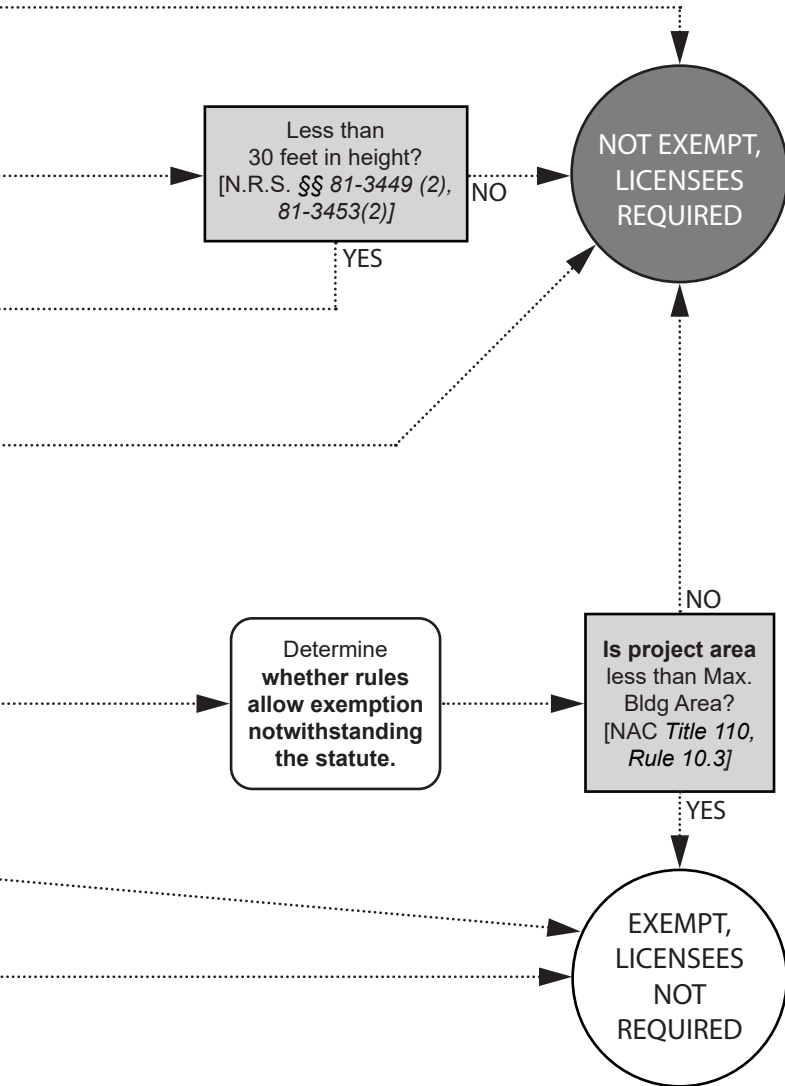 Less than
30 feet in height?
[N.R.S. §§ 81-3449 (2),
81-3453(2)]
NO
YES
NOT EXEMPT,
LICENSEES
REQUIRED
Determine
whether rules
allow exemption
notwithstanding
the statute.
NO
Is project area
less than Max.
Bldg Area?
[NAC Title 110,
Rule 10.3]
YES
EXEMPT,
LICENSEES
NOT
REQUIRED